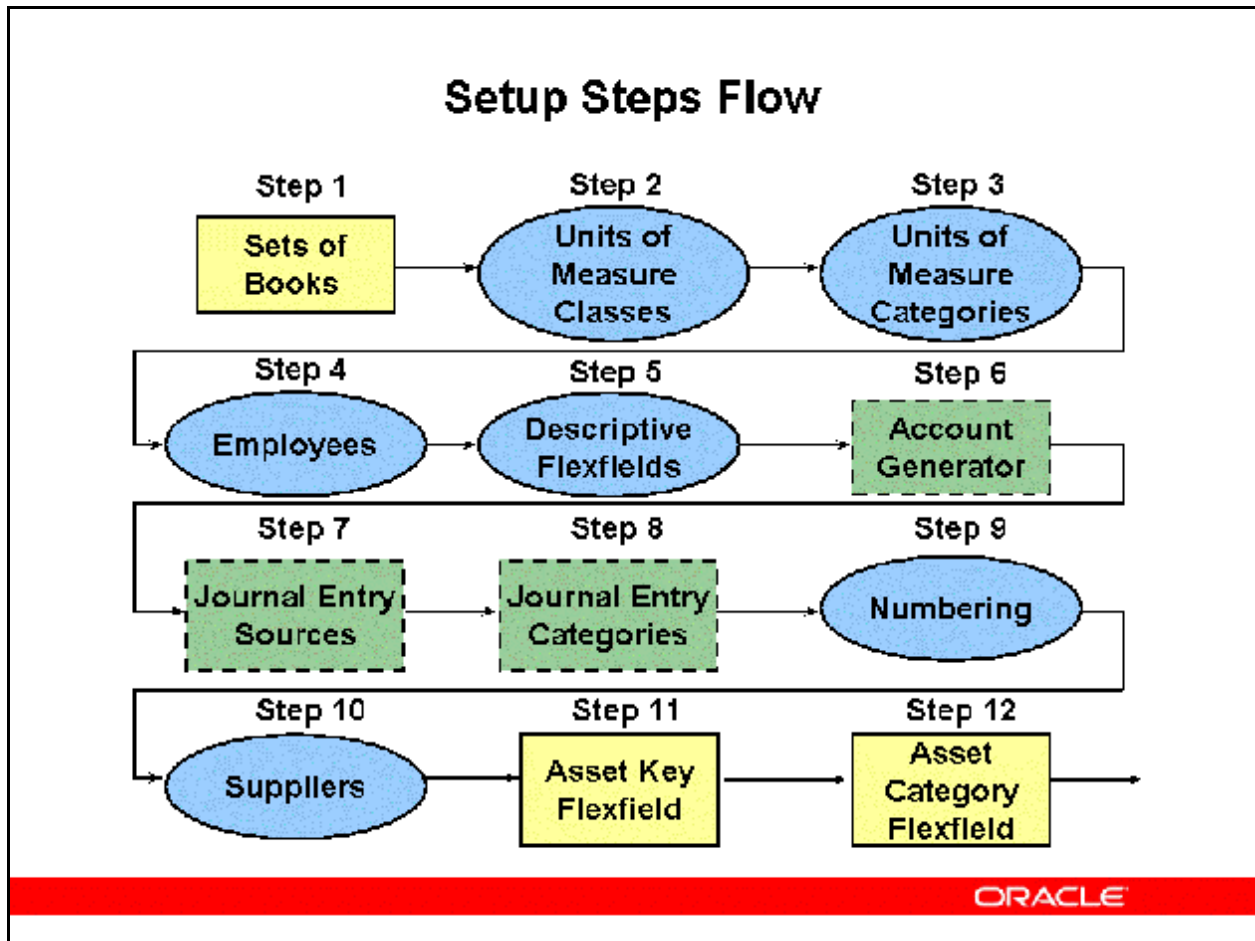 Setup Steps Flow
Step 1
Sets of
Books
Step 2
Units of
Measure
Classes
Step 3
Units of
Measure
Categories
Step 4
Employees
Step 5
Descriptive
Flexfields
Step 6
Account
Generator
Step 7
Journal Entry
Sources
Step 8
Journal Entry
Categories
Step 9
Numbering
Step 10
Suppliers
Step 11
Asset Key
Flexfield
Step 12
Asset
Category
Flexfield
ORACLE